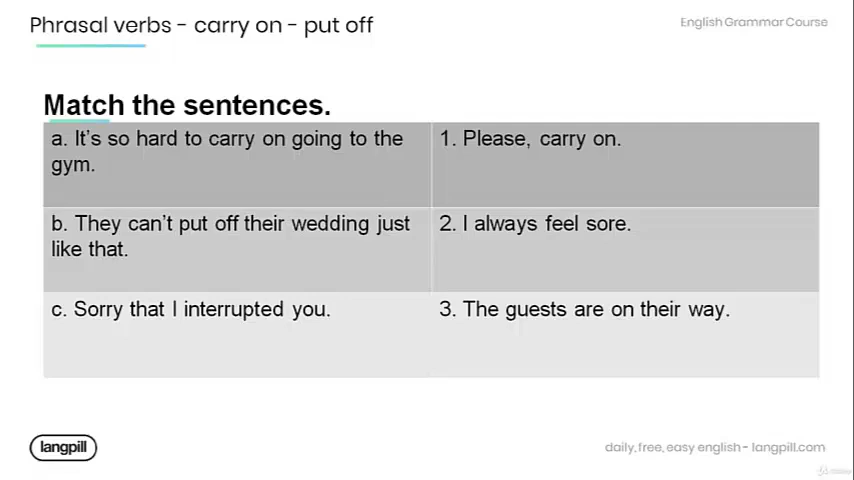 Phrasal verbs - carry on - put off
English Grammar Course
Match the sentences.
a. It's so hard to carry on going to the
gym.
1. Please, carry on.
b. They can't put off their wedding just
like that.
2. I always feel sore.
c. Sorry that I interrupted you.
3. The guests are on their way.
langpill
daily, free, easy english - langpill.com